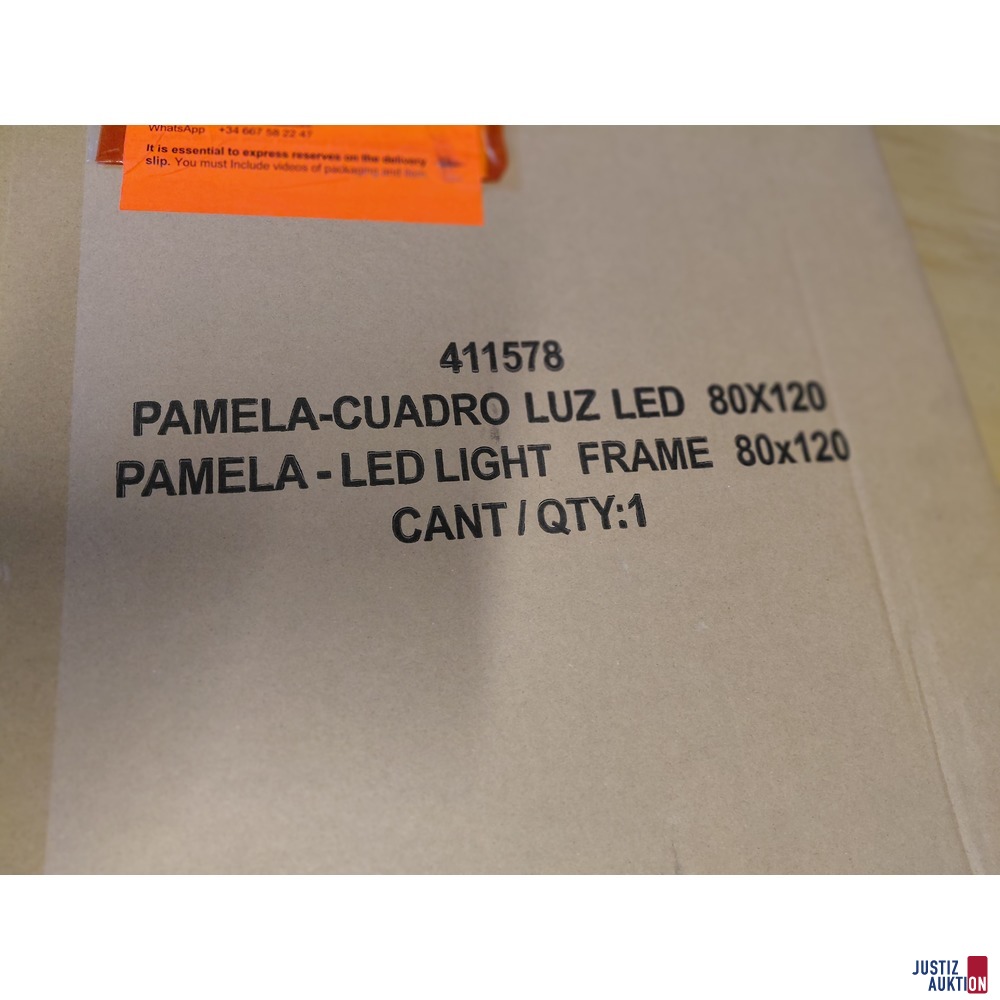 WhatsApp +34 667 58 22 47
It is essential to express reserves on the delivery
slip. You must Include videos of packaging and
411578
PAMELA-CUADRO LUZ LED 80X120
PAMELA - LED LIGHT FRAME 80x120
CANT / QTY:1
JUSTIZ
AUKTION